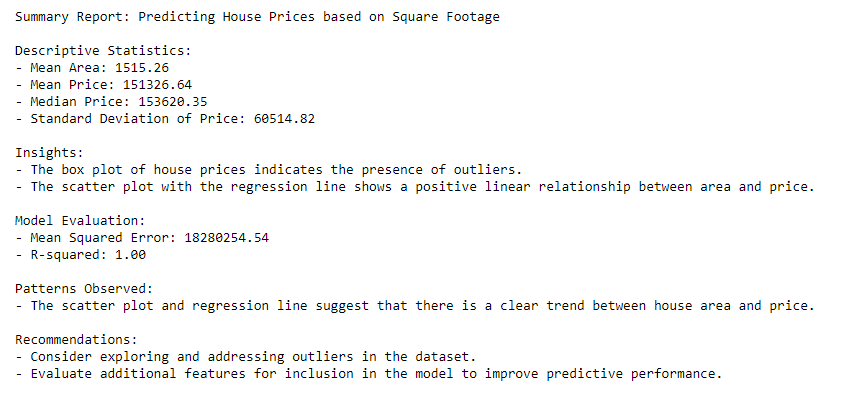 Summary Report: Predicting House Prices based on Square Footage
Descriptive Statistics:
- Mean Area: 1515.26
- Mean Price: 151326.64
- Median Price: 153620.35
- Standard Deviation of Price: 60514.82
Insights:
- The box plot of house prices indicates the presence of outliers.
- The scatter plot with the regression line shows a positive linear relationship between area and price.
Model Evaluation:
- Mean Squared Error: 18280254.54
- R-squared: 1.00
Patterns Observed:
- The scatter plot and regression line suggest that there is a clear trend between house area and price.
Recommendations:
- Consider exploring and addressing outliers in the dataset.
- Evaluate additional features for inclusion in the model to improve predictive performance.